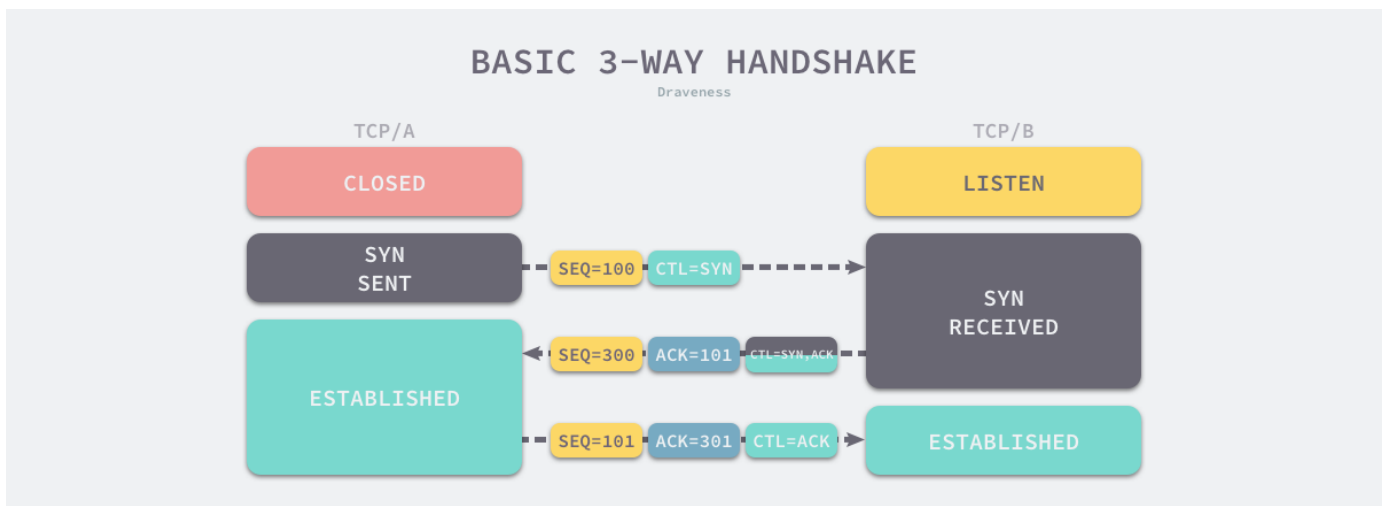 BASIC 3-WAY HANDSHAKE
Draveness
TCP/A
TCP/B
CLOSED
LISTEN
SYN
SENT
SEQ=100
CTL=SYN
SYN
RECEIVED
SEQ=300
ACK=101
CTL=SYN,ACK
ESTABLISHED
SEQ=101
ACK=301
CTL=ACK
ESTABLISHED